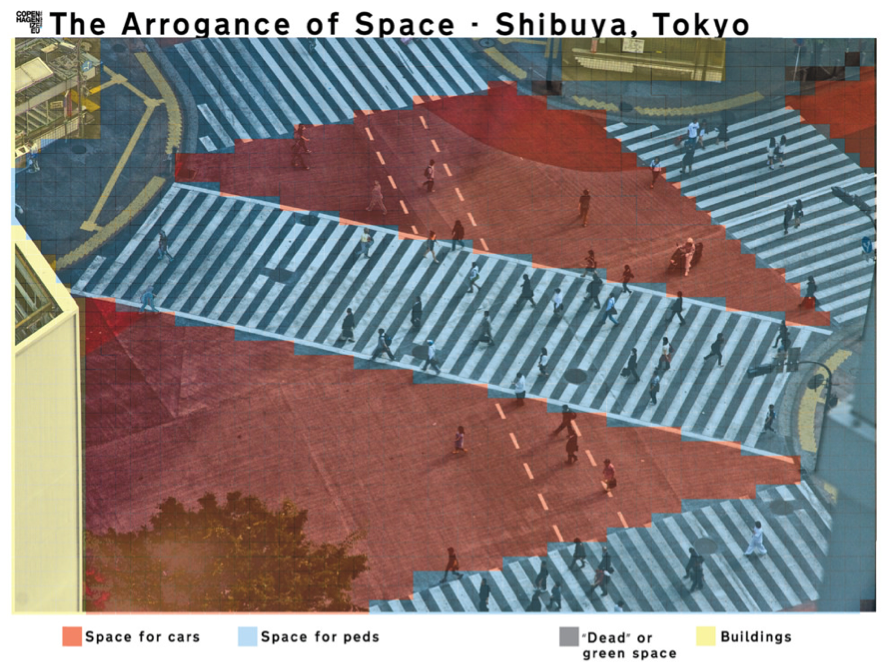 COPEN
HAGEN
IZE
EU
The Arrogance of Space - Shibuya, Tokyo
Space for cars
Space for peds
"Dead" or
green space
Buildings